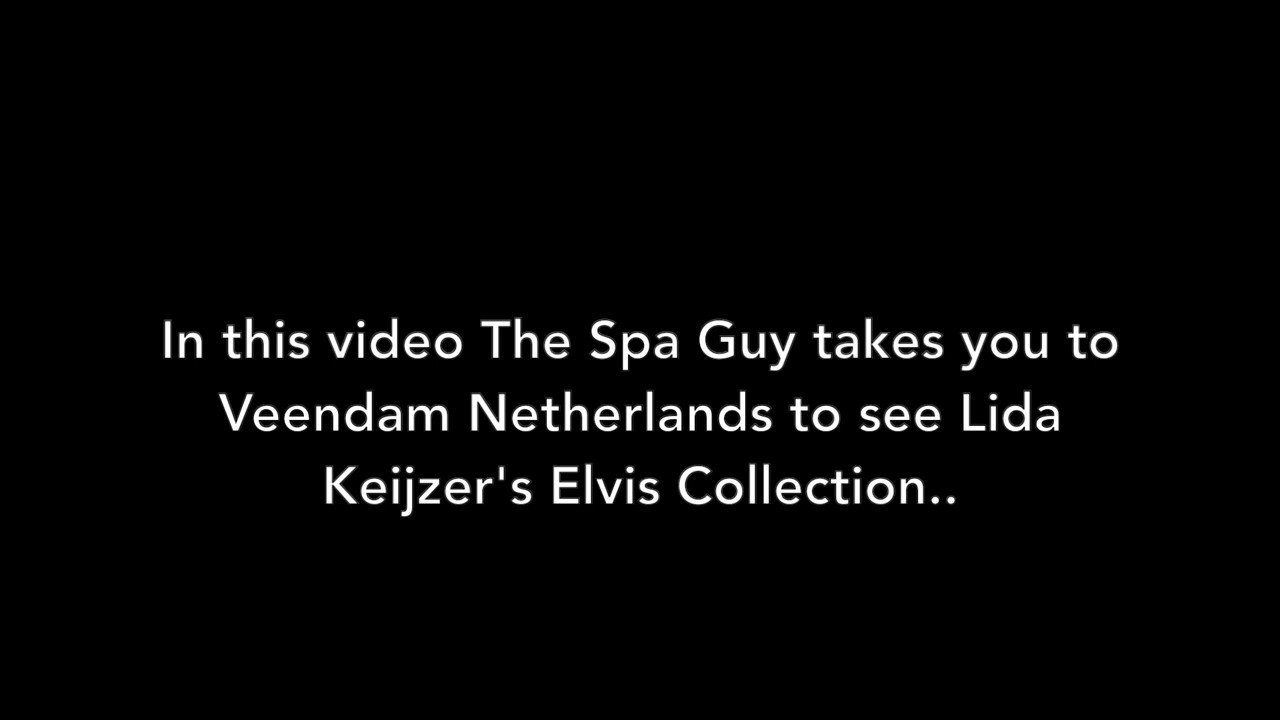 In this video The Spa Guy takes you to
Veendam Netherlands to see Lida
Keijzer's Elvis Collection..